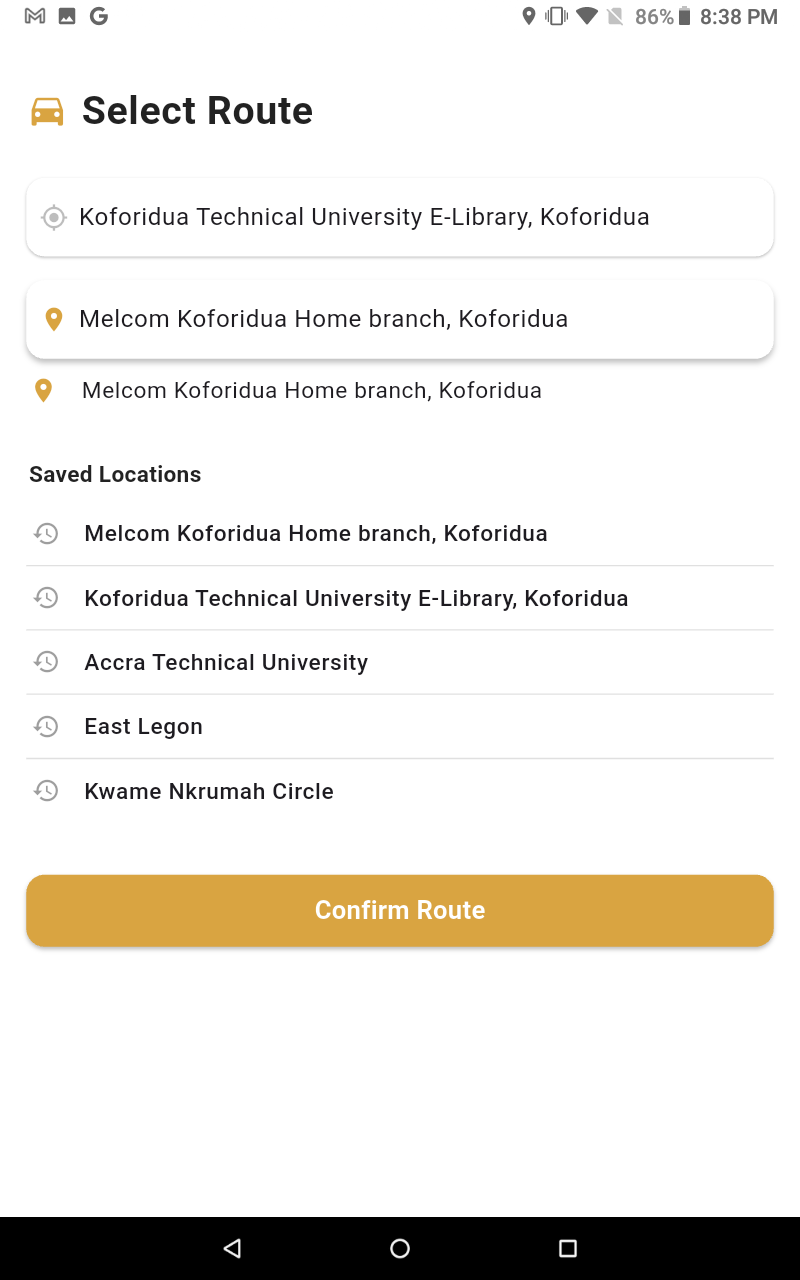 86% 8:38 PM
Select Route
Koforidua Technical University E-Library, Koforidua
Melcom Koforidua Home branch, Koforidua
Melcom Koforidua Home branch, Koforidua
Saved Locations
Melcom Koforidua Home branch, Koforidua
Koforidua Technical University E-Library, Koforidua
Accra Technical University
East Legon
Kwame Nkrumah Circle
Confirm Route